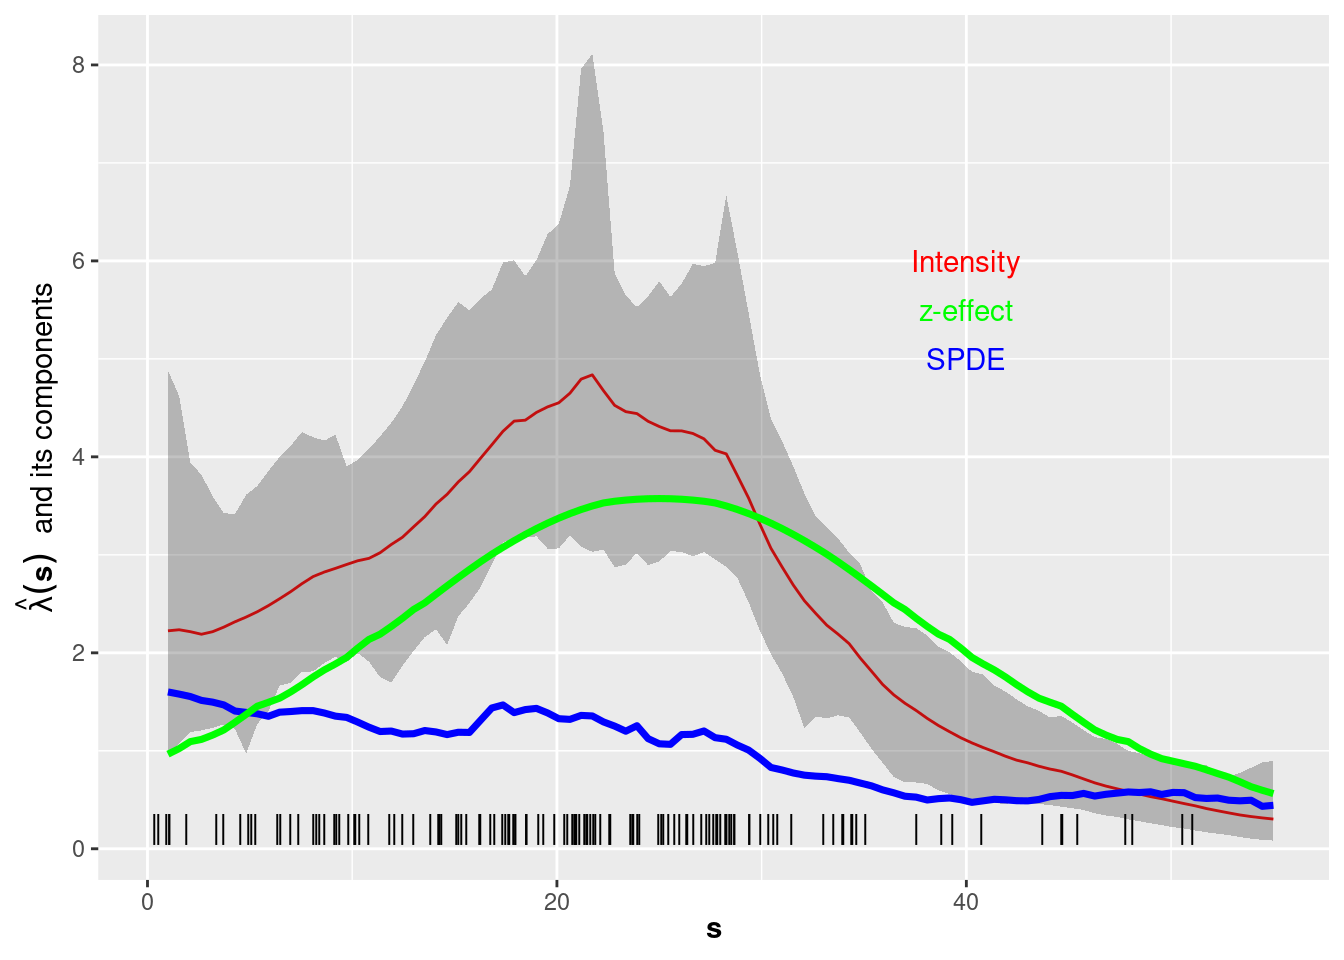 λ̂(s) and its components
8
6
4
2
0
Intensity
z-effect
SPDE
0 20 40
s